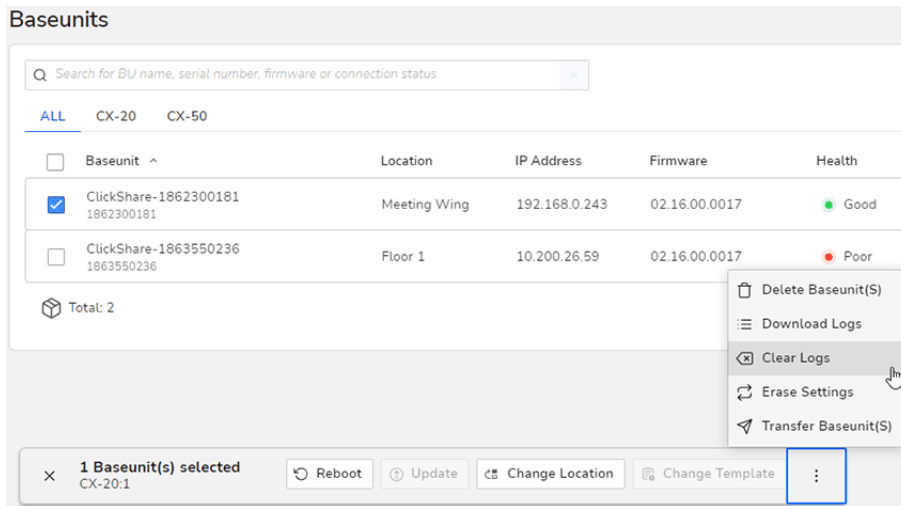 Baseunits
Search for BU name, serial number, firmware or connection status
ALL CX-20 CX-50
Baseunit Location IP Address Firmware Health
ClickShare-1862300181 Meeting Wing 192.168.0.243 02.16.00.0017 Good
1862300181
ClickShare-1863550236 Floor 1 10.200.26.59 02.16.00.0017 Poor
1863550236
Total: 2
Delete Baseunit(S)
Download Logs
Clear Logs
Erase Settings
Transfer Baseunit(S)
1 Baseunit(s) selected
CX-20:1
Reboot Update Change Location Change Template